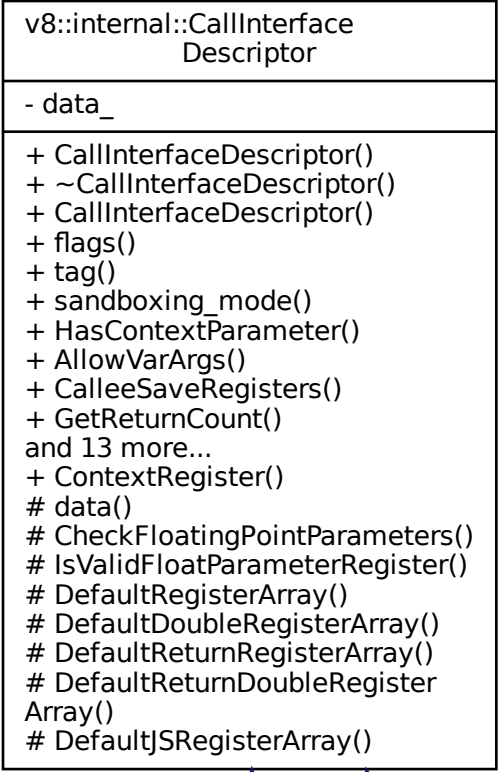 v8::internal::CallInterface
Descriptor
- data_
+ CallInterfaceDescriptor()
+ ~CallInterfaceDescriptor()
+ CallInterfaceDescriptor()
+ flags()
+ tag()
+ sandboxing_mode()
+ HasContextParameter()
+ AllowVarArgs()
+ CalleeSaveRegisters()
+ GetReturnCount()
and 13 more...
+ ContextRegister()
# data()
# CheckFloatingPointParameters()
# IsValidFloatParameterRegister()
# DefaultRegisterArray()
# DefaultDoubleRegisterArray()
# DefaultReturnRegisterArray()
# DefaultReturnDoubleRegister
Array()
# DefaultJSRegisterArray()